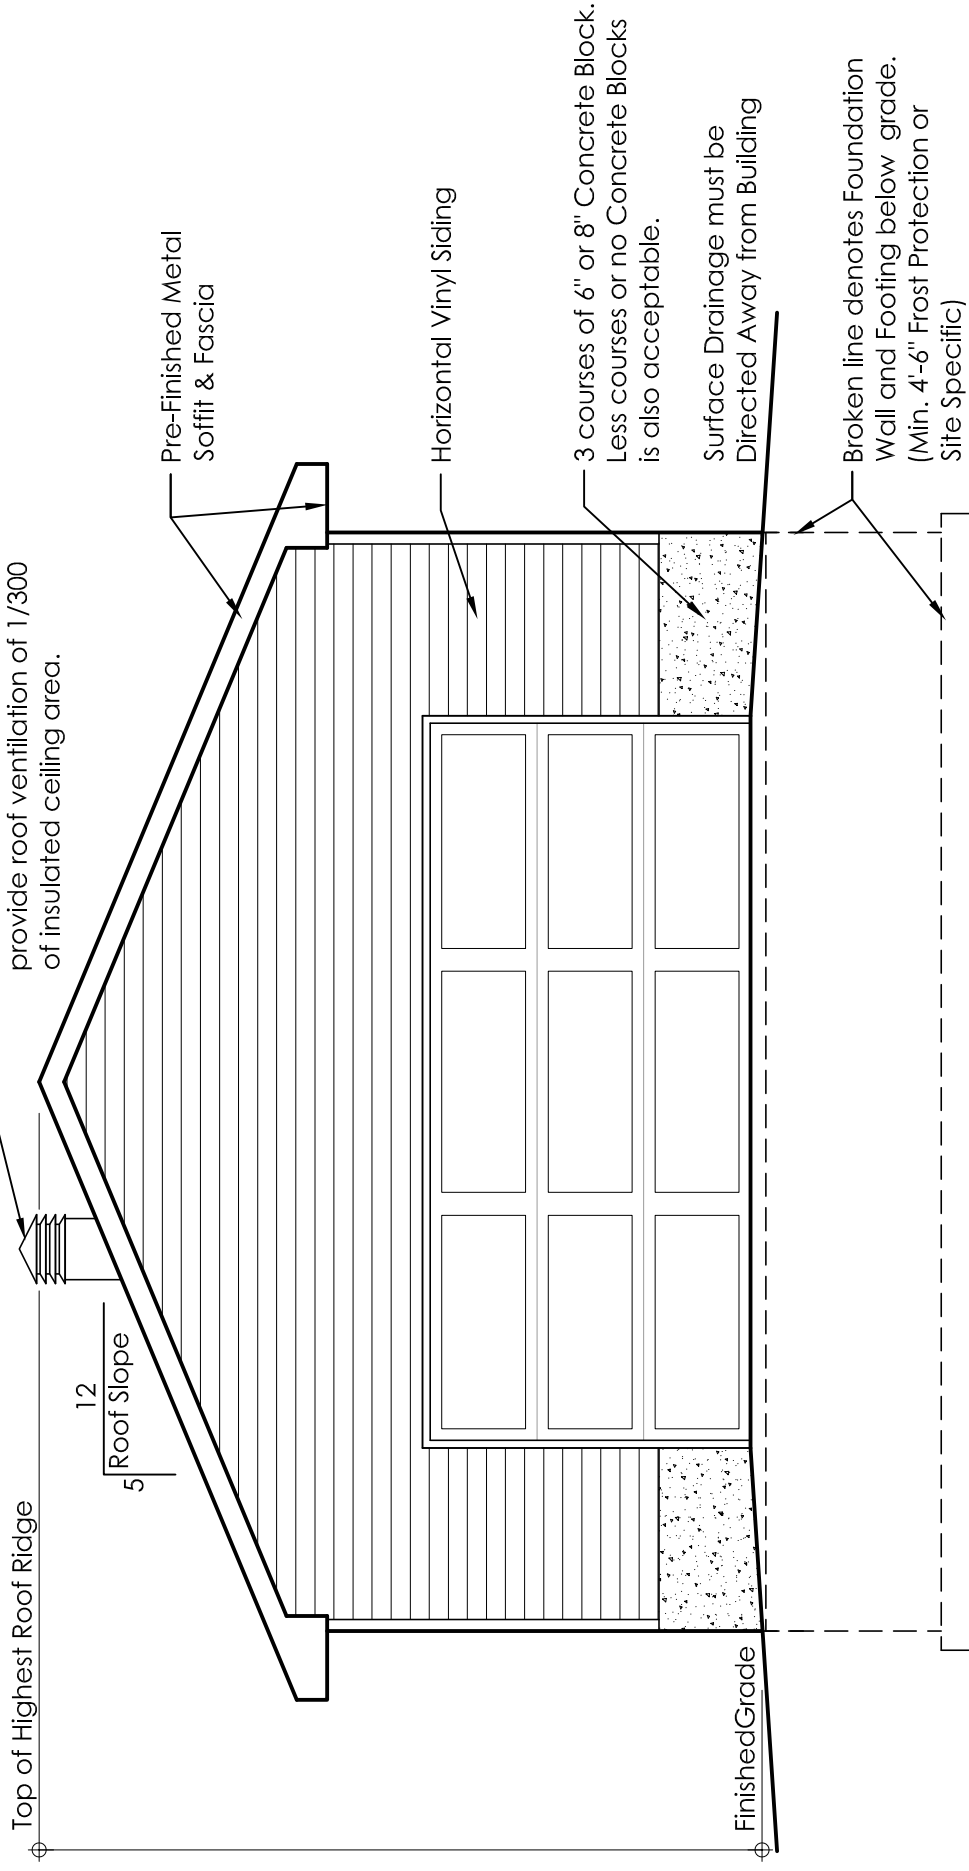 provide roof ventilation of 1/300
of insulated ceiling area.
Top of Highest Roof Ridge
12
5
Roof Slope
Pre-Finished Metal
Soffit & Fascia
Horizontal Vinyl Siding
3 courses of 6" or 8" Concrete Block.
Less courses or no Concrete Blocks
is also acceptable.
Surface Drainage must be
Directed Away from Building
FinishedGrade
Broken line denotes Foundation
Wall and Footing below grade.
(Min. 4'-6" Frost Protection or
Site Specific)